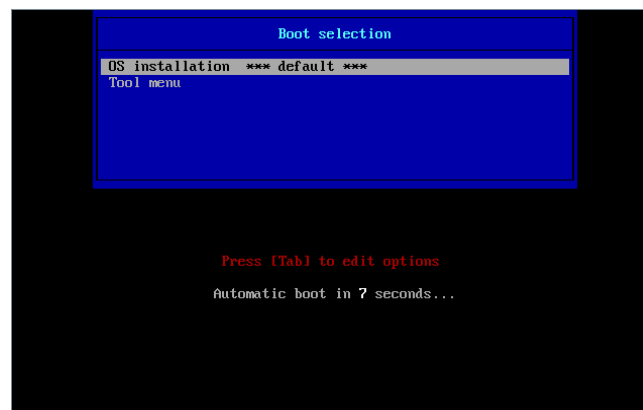 Boot selection
OS installation *** default ***
Tool menu
Press [Tab] to edit options
Automatic boot in 7 seconds...